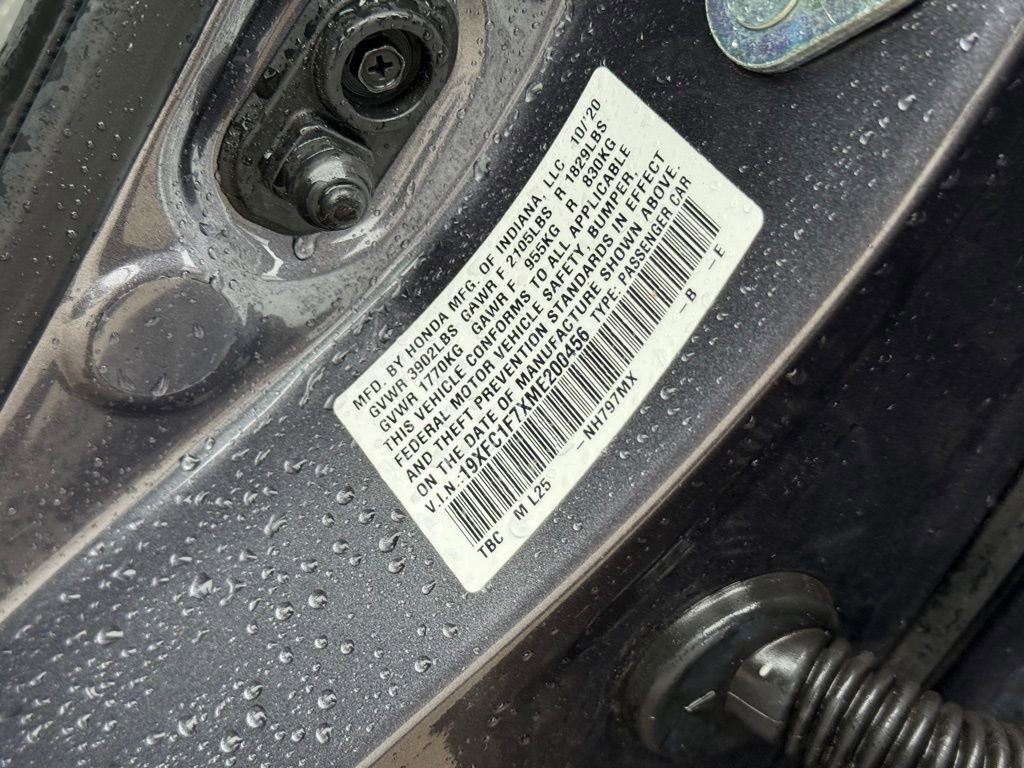 MFD. BY HONDA MFG. OF INDIANA, LLC 10/'20
GVWR 3902LBS GAWR F 2105LBS R 1829LBS
GVWR 1770KG GAWR F 955KG R 830KG
THIS VEHICLE CONFORMS TO ALL APPLICABLE
FEDERAL MOTOR VEHICLE SAFETY, BUMPER,
AND THEFT PREVENTION STANDARDS IN EFFECT
ON THE DATE OF MANUFACTURE SHOWN ABOVE.
V.I.N.:19XFC1F7XME200456 TYPE PASSENGER CAR
TBC M L25 -NH797MX -B -E